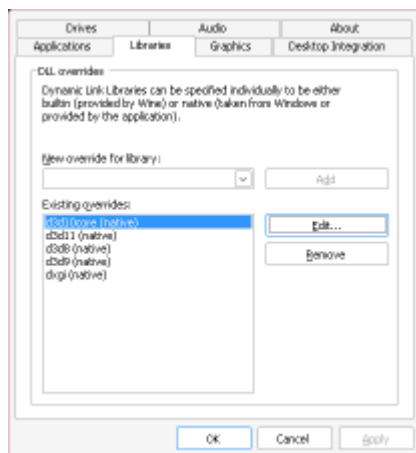 Drives Audio About
Applications Libraries Graphics Desktop Integration
DLL overrides
Dynamic Link Libraries can be specified individually to be either
builtin (provided by Wine) or native (taken from Windows or
provided by the application).
New override for library:
Add
Existing overrides:
d3d10core (native)
d3d11 (native)
d3d8 (native)
d3d9 (native)
dxgi (native)
Edit...
Remove
OK Cancel Apply